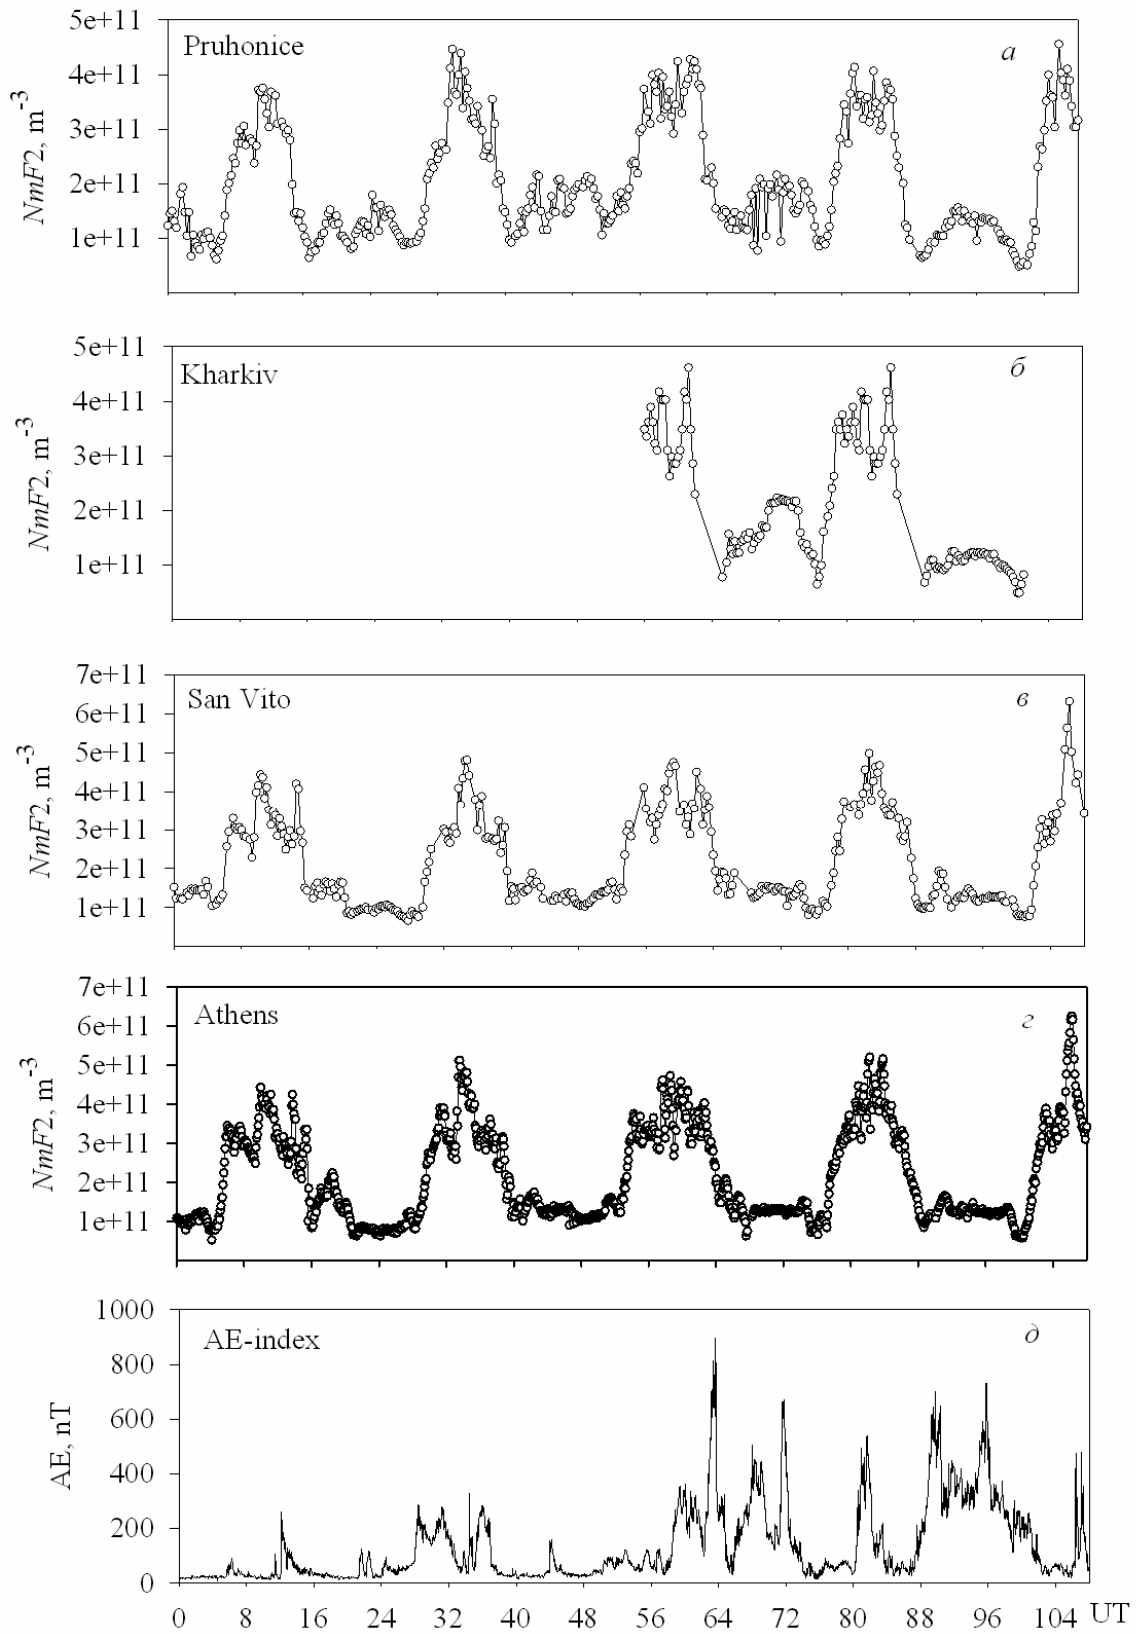 5e+11
Pruhonice
а
4e+11
NmF2, m-3
3e+11
2e+11
1e+11
5e+11
Kharkiv
б
4e+11
NmF2, m-3
3e+11
2e+11
1e+11
7e+11
San Vito
в
6e+11
5e+11
NmF2, m-3
4e+11
3e+11
2e+11
1e+11
7e+11
Athens
г
6e+11
5e+11
NmF2, m-3
4e+11
3e+11
2e+11
1e+11
1000
AE-index
д
800
AE, nT
600
400
200
0
0 8 16 24 32 40 48 56 64 72 80 88 96 104 UT